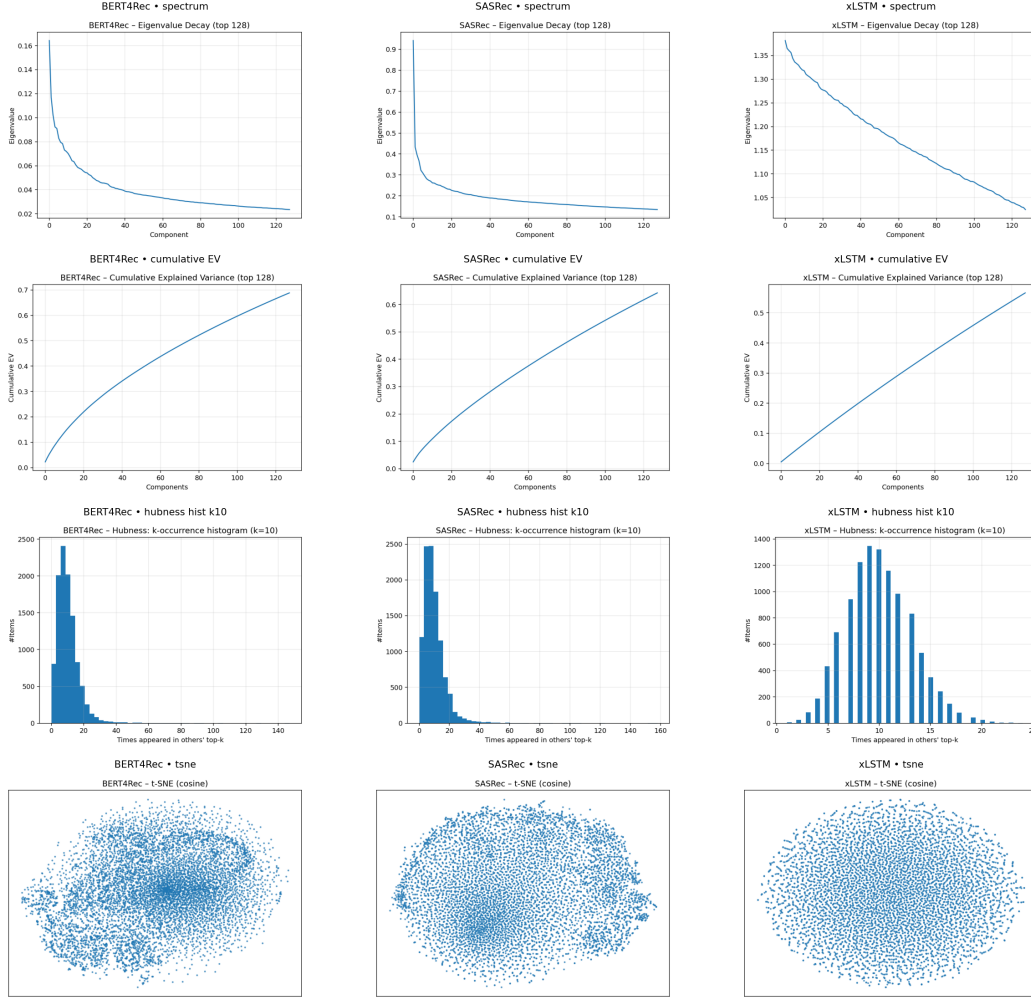 BERT4Rec • spectrum
SASRec • spectrum
xLSTM • spectrum
BERT4Rec – Eigenvalue Decay (top 128)
SASRec – Eigenvalue Decay (top 128)
xLSTM – Eigenvalue Decay (top 128)
Eigenvalue
0.16
0.14
0.12
0.10
0.08
0.06
0.04
0.02
0 20 40 60 80 100 120
Component
Eigenvalue
0.9
0.8
0.7
0.6
0.5
0.4
0.3
0.2
0.1
0 20 40 60 80 100 120
Component
Eigenvalue
1.35
1.30
1.25
1.20
1.15
1.10
1.05
0 20 40 60 80 100 120
Component
BERT4Rec • cumulative EV
SASRec • cumulative EV
xLSTM • cumulative EV
BERT4Rec – Cumulative Explained Variance (top 128)
SASRec – Cumulative Explained Variance (top 128)
xLSTM – Cumulative Explained Variance (top 128)
Cumulative EV
0.7
0.6
0.5
0.4
0.3
0.2
0.1
0.0
0 20 40 60 80 100 120
Components
Cumulative EV
0.6
0.5
0.4
0.3
0.2
0.1
0.0
0 20 40 60 80 100 120
Components
Cumulative EV
0.5
0.4
0.3
0.2
0.1
0.0
0 20 40 60 80 100 120
Components
BERT4Rec • hubness hist k10
SASRec • hubness hist k10
xLSTM • hubness hist k10
BERT4Rec – Hubness: k-occurrence histogram (k=10)
SASRec – Hubness: k-occurrence histogram (k=10)
xLSTM – Hubness: k-occurrence histogram (k=10)
#Items
2500
2000
1500
1000
500
0
0 20 40 60 80 100 120 140
Times appeared in others' top-k
#Items
2500
2000
1500
1000
500
0
0 20 40 60 80 100 120 140 160
Times appeared in others' top-k
#Items
1400
1200
1000
800
600
400
200
0
0 5 10 15 20
Times appeared in others' top-k
BERT4Rec • tsne
SASRec • tsne
xLSTM • tsne
BERT4Rec – t-SNE (cosine)
SASRec – t-SNE (cosine)
xLSTM – t-SNE (cosine)